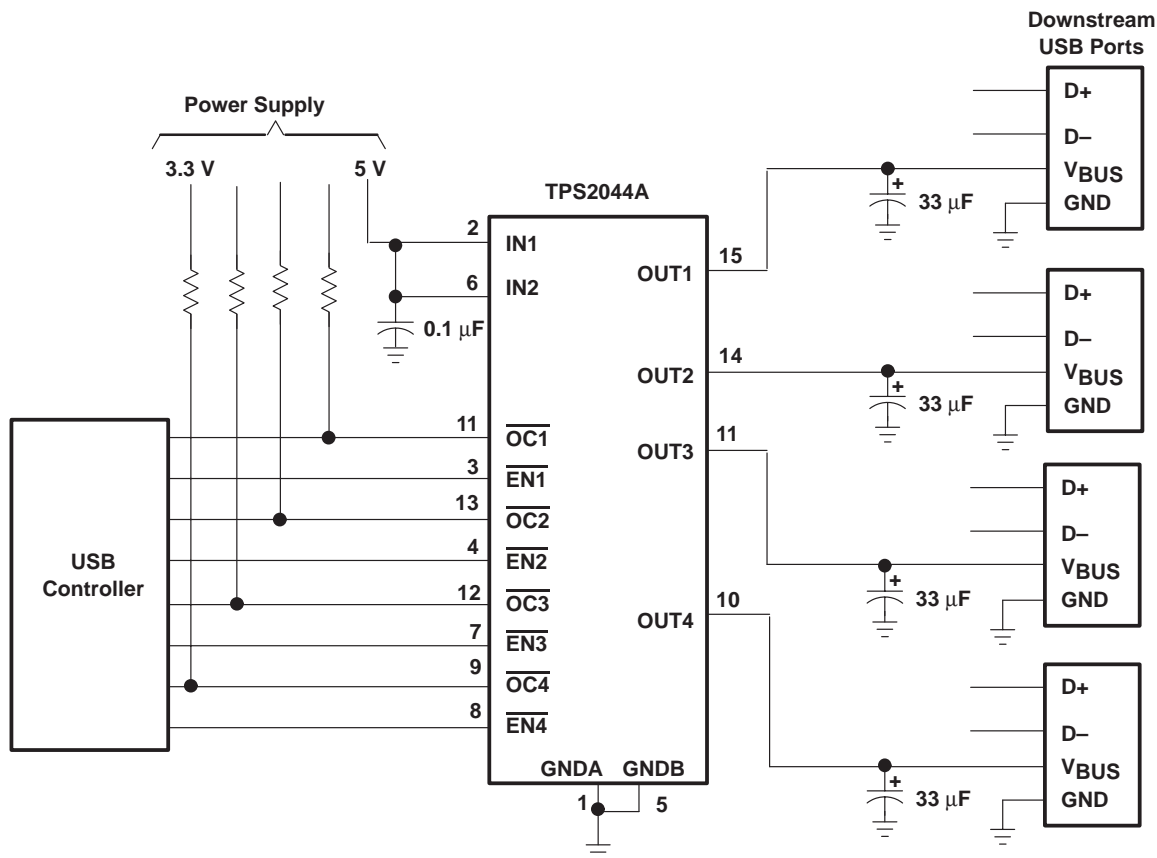 Downstream
USB Ports
D+
D–
VBUS
GND
Power Supply
3.3 V
5 V
TPS2044A
33 μF
+
2
IN1
15
OUT1
6
IN2
0.1 μF
D+
D–
VBUS
GND
14
OUT2
33 μF
+
11
OC1
11
OUT3
3
EN1
13
OC2
D+
D–
VBUS
GND
4
EN2
USB
Controller
12
OC3
33 μF
+
10
OUT4
7
EN3
9
OC4
8
EN4
D+
D–
VBUS
GND
GNDA GNDB
1
5
33 μF
+